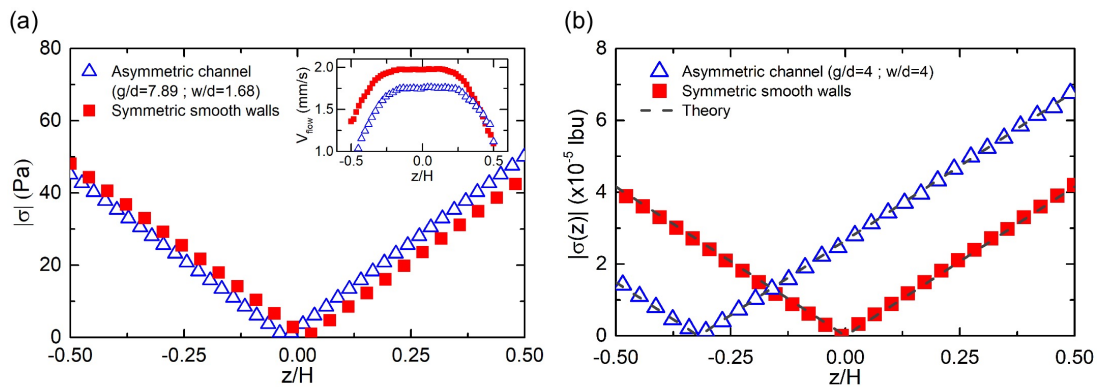 (a)
80
60
40
20
0
|σ| (Pa)
Asymmetric channel
(g/d=7.89 ; w/d=1.68)
Symmetric smooth walls
2.0
1.5
1.0
V_flow (mm/s)
-0.5 0.0 0.5
z/H
-0.50 -0.25 0.00 0.25 0.50
z/H
(b)
8
6
4
2
0
|σ(z)| (x10⁻⁵ lbu)
Asymmetric channel (g/d=4 ; w/d=4)
Symmetric smooth walls
Theory
-0.50 -0.25 0.00 0.25 0.50
z/H